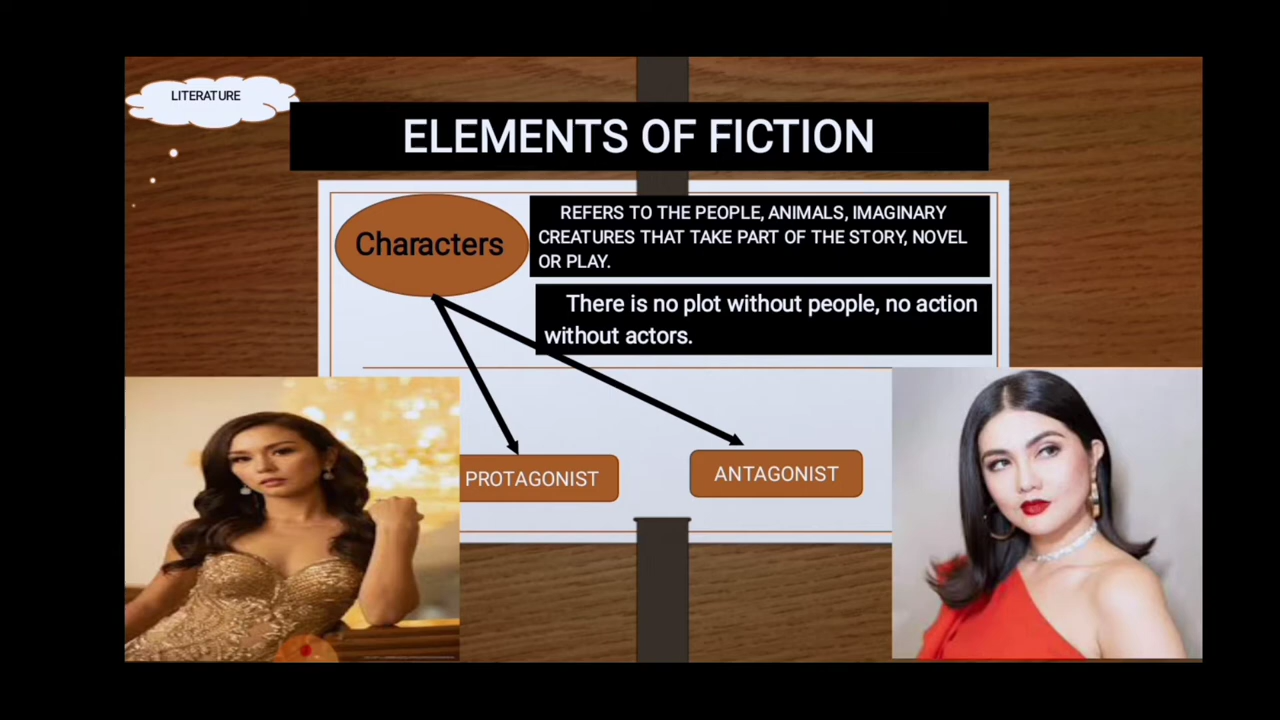 LITERATURE
ELEMENTS OF FICTION
Characters
REFERS TO THE PEOPLE, ANIMALS, IMAGINARY
CREATURES THAT TAKE PART OF THE STORY, NOVEL
OR PLAY.
There is no plot without people, no action
without actors.
PROTAGONIST
ANTAGONIST